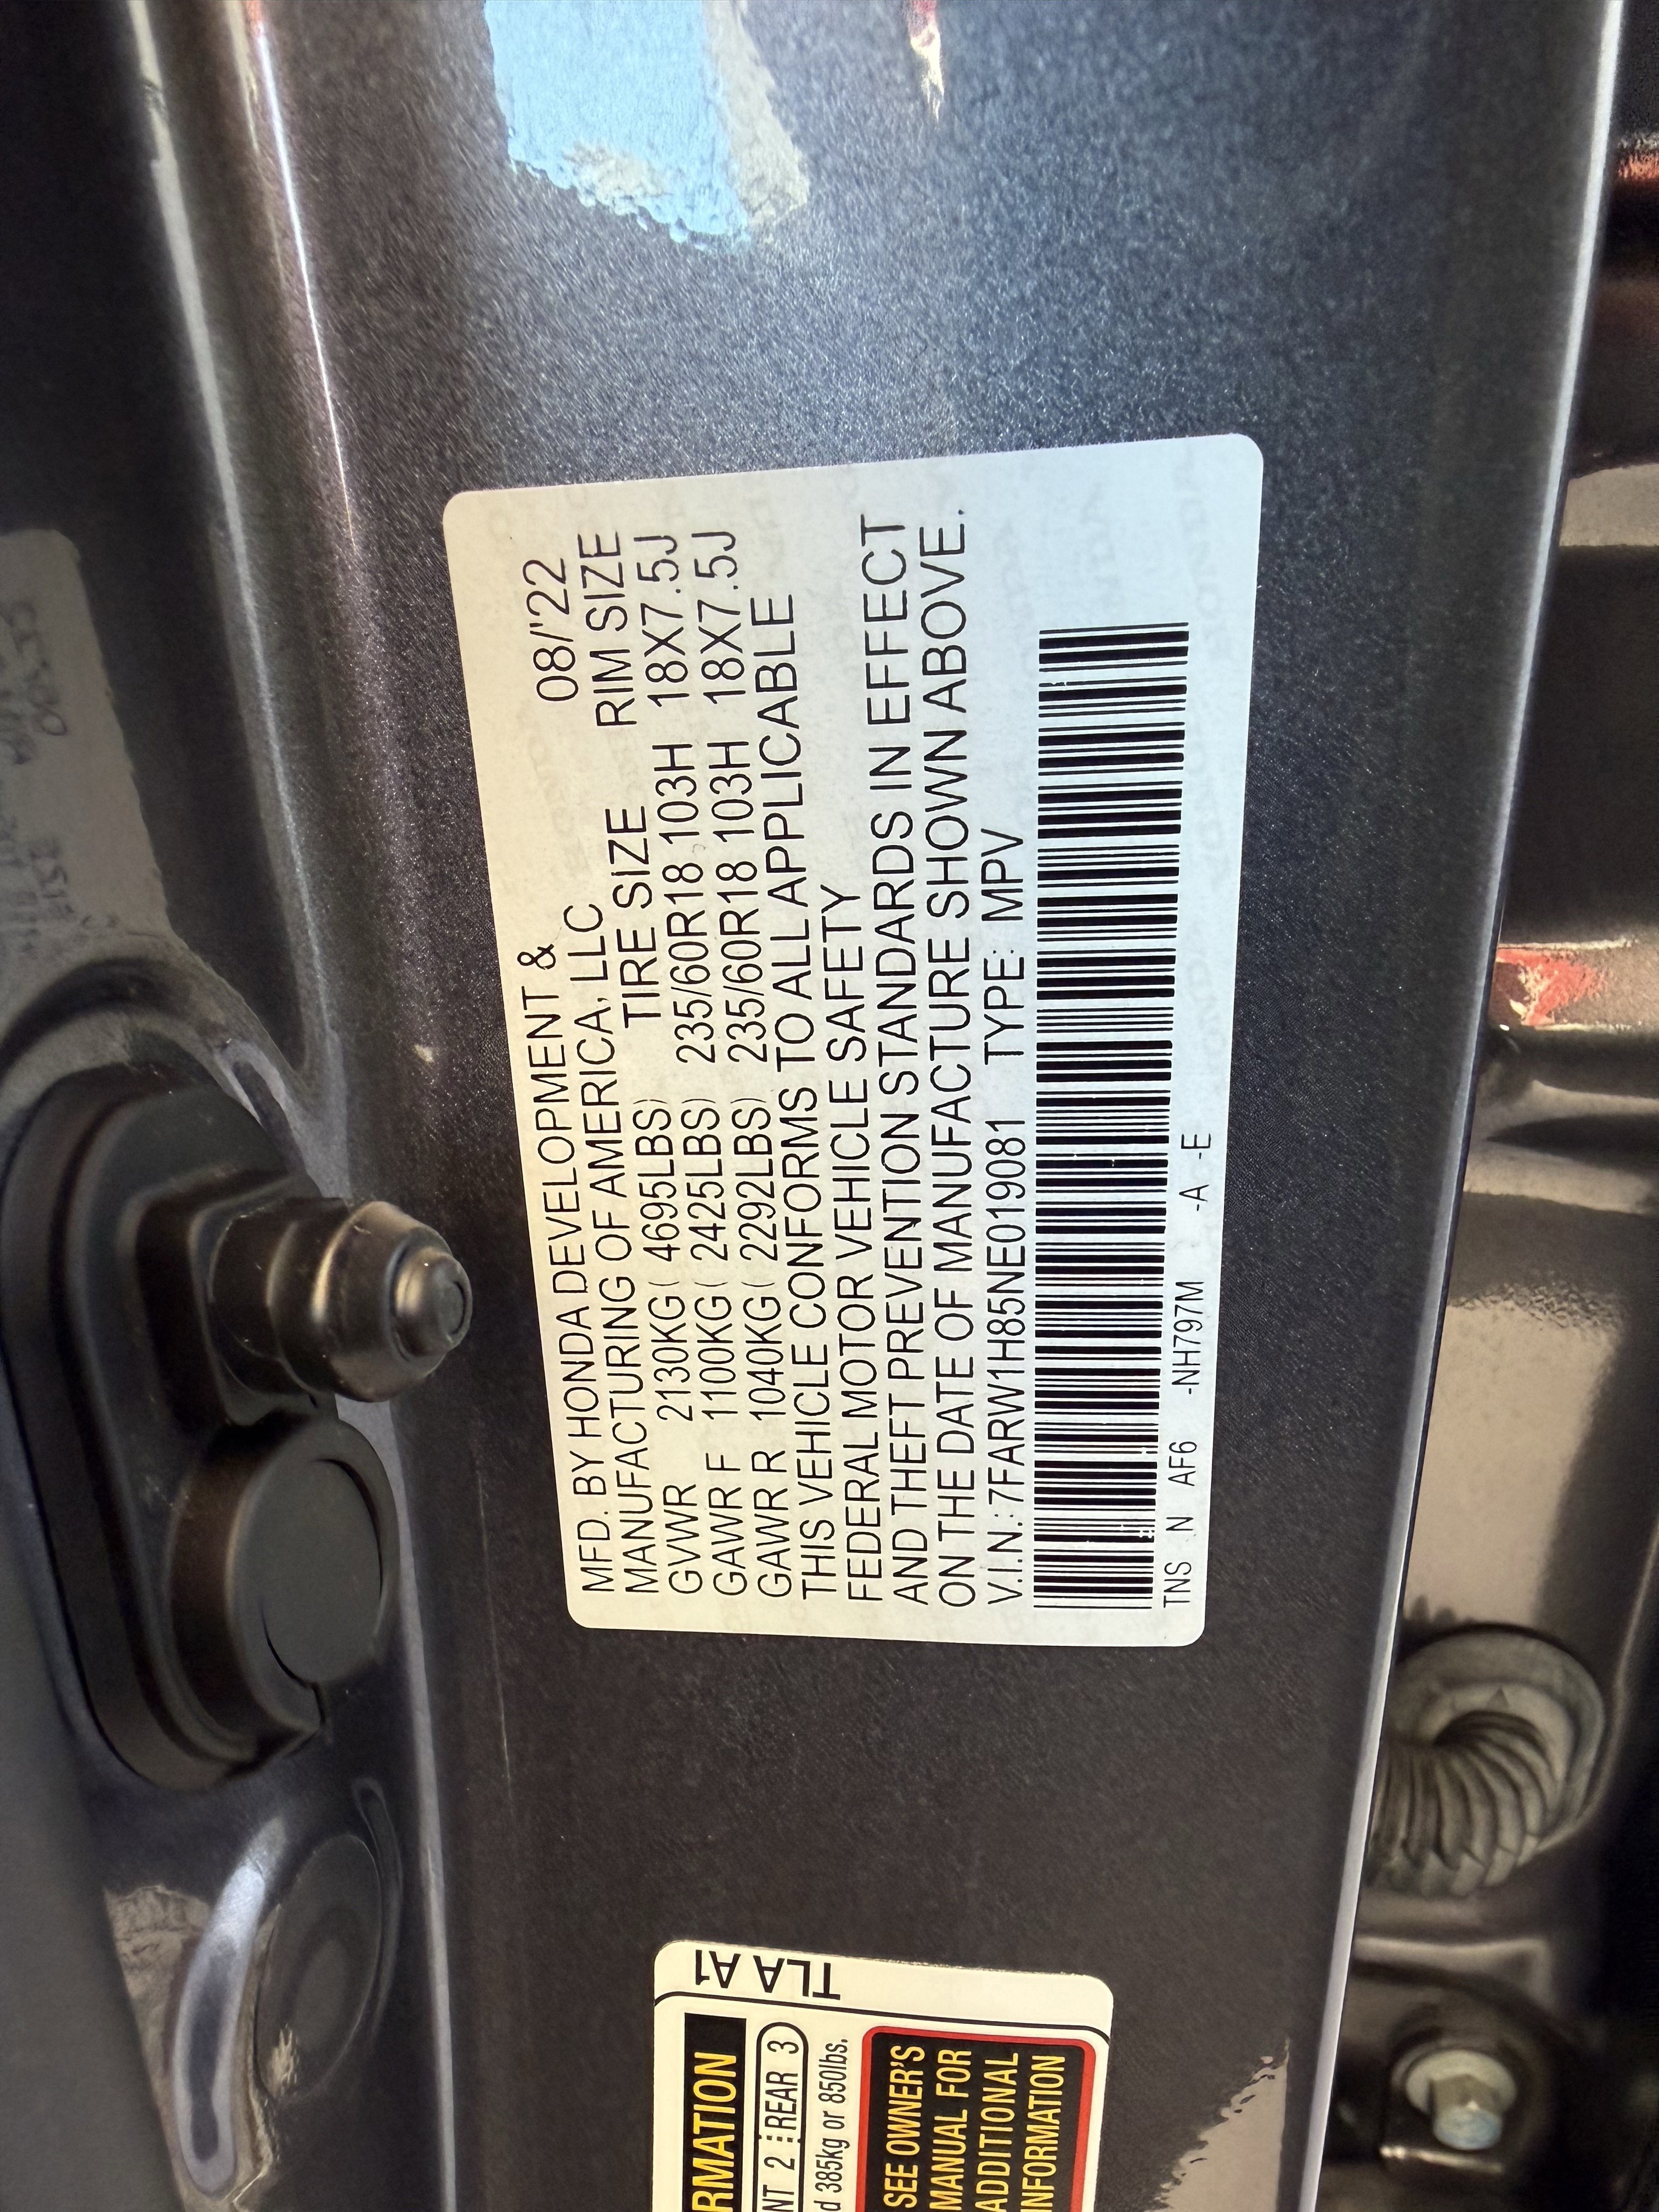 MFD. BY HONDA DEVELOPMENT & 08/'22
MANUFACTURING OF AMERICA, LLC
TIRE SIZE RIM SIZE
GVWR 2130KG( 4695LBS) 235/60R18 103H 18X7.5J
GAWR F 1100KG( 2425LBS) 235/60R18 103H 18X7.5J
GAWR R 1040KG( 2292LBS)
THIS VEHICLE CONFORMS TO ALL APPLICABLE
FEDERAL MOTOR VEHICLE SAFETY
AND THEFT PREVENTION STANDARDS IN EFFECT
ON THE DATE OF MANUFACTURE SHOWN ABOVE.
V.I.N.: 7FARW1H85NE019081 TYPE: MPV
TNS N AF6 -NH797M -A -E
TLA A1
RMATION
NT 2 REAR 3
d 385kg or 850lbs.
SEE OWNER'S
MANUAL FOR
ADDITIONAL
INFORMATION